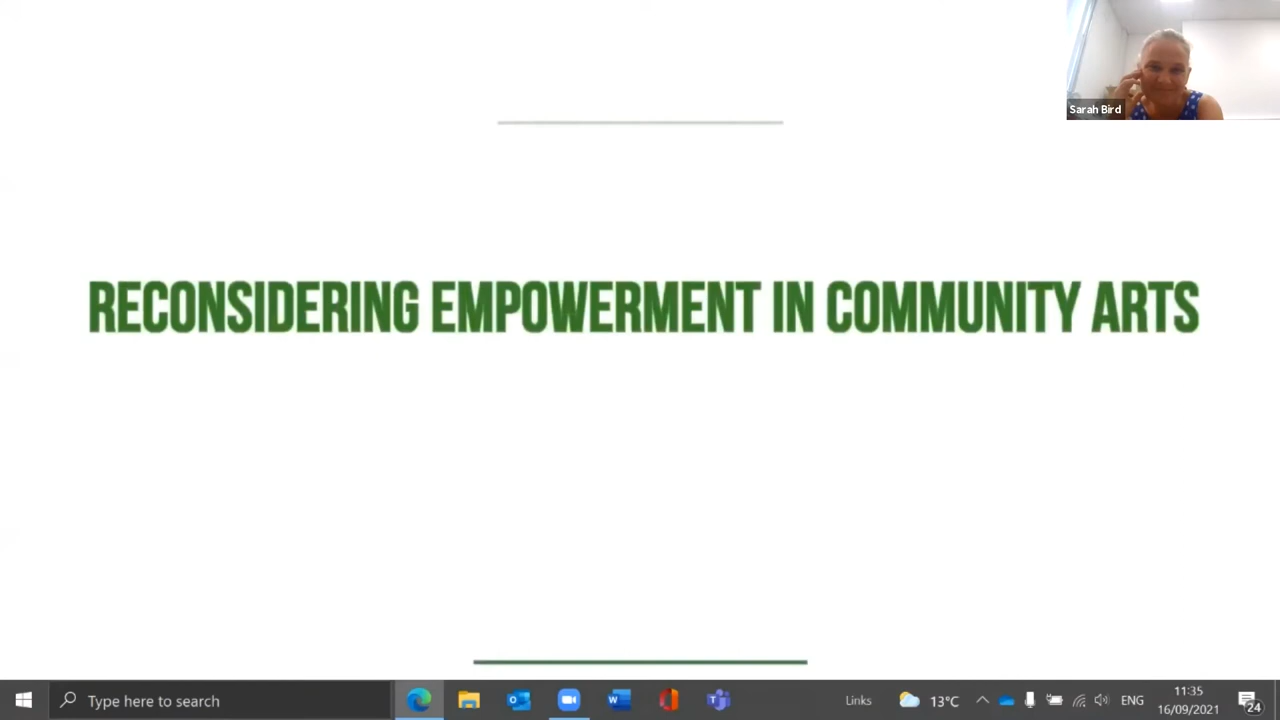 Sarah Bird
RECONSIDERING EMPOWERMENT IN COMMUNITY ARTS
Type here to search
Links
13°C
ENG
11:35
16/09/2021
24